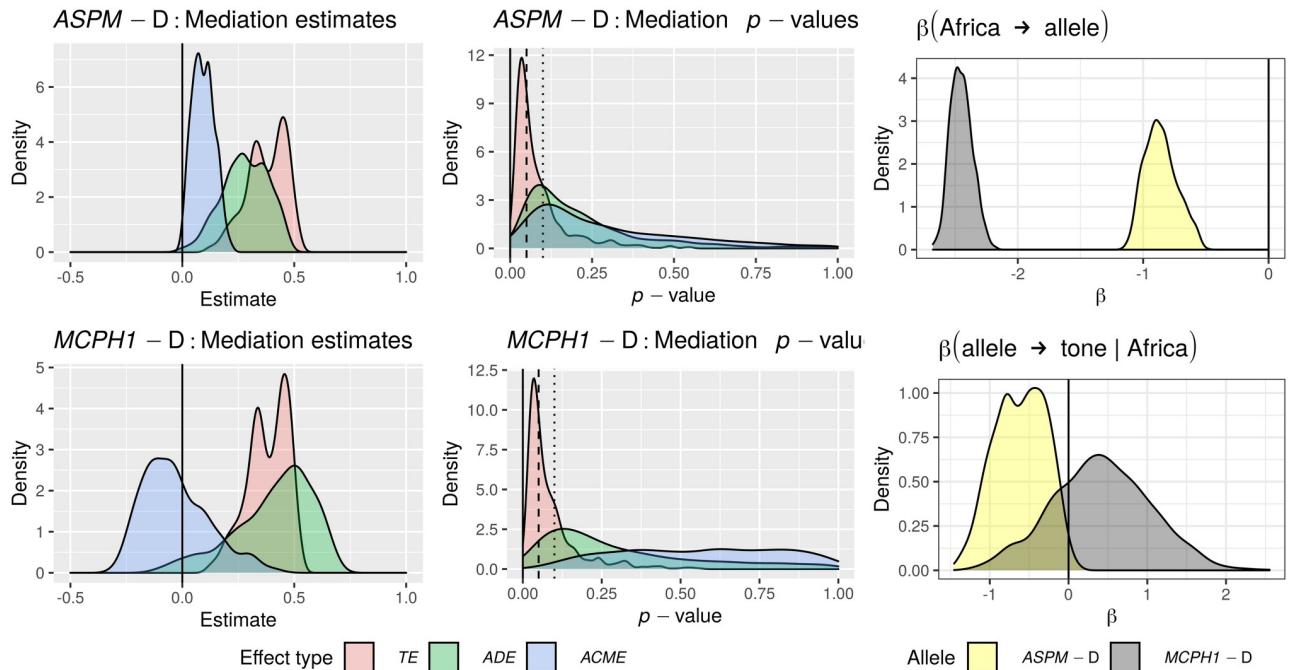 ASPM − D : Mediation estimates
Density
6
4
2
0
-0.5
0.0
0.5
1.0
Estimate
ASPM − D : Mediation p − values
Density
12
9
6
3
0
0.00
0.25
0.50
0.75
1.00
p − value
β(Africa → allele)
Density
4
3
2
1
0
-2
-1
0
β
MCPH1 − D : Mediation estimates
Density
5
4
3
2
1
0
-0.5
0.0
0.5
1.0
Estimate
MCPH1 − D : Mediation p − valu
Density
12.5
10.0
7.5
5.0
2.5
0.0
0.00
0.25
0.50
0.75
1.00
p − value
β(allele → tone | Africa)
Density
1.00
0.75
0.50
0.25
0.00
-1
0
1
2
β
Effect type TE ADE ACME
Allele ASPM − D MCPH1 − D